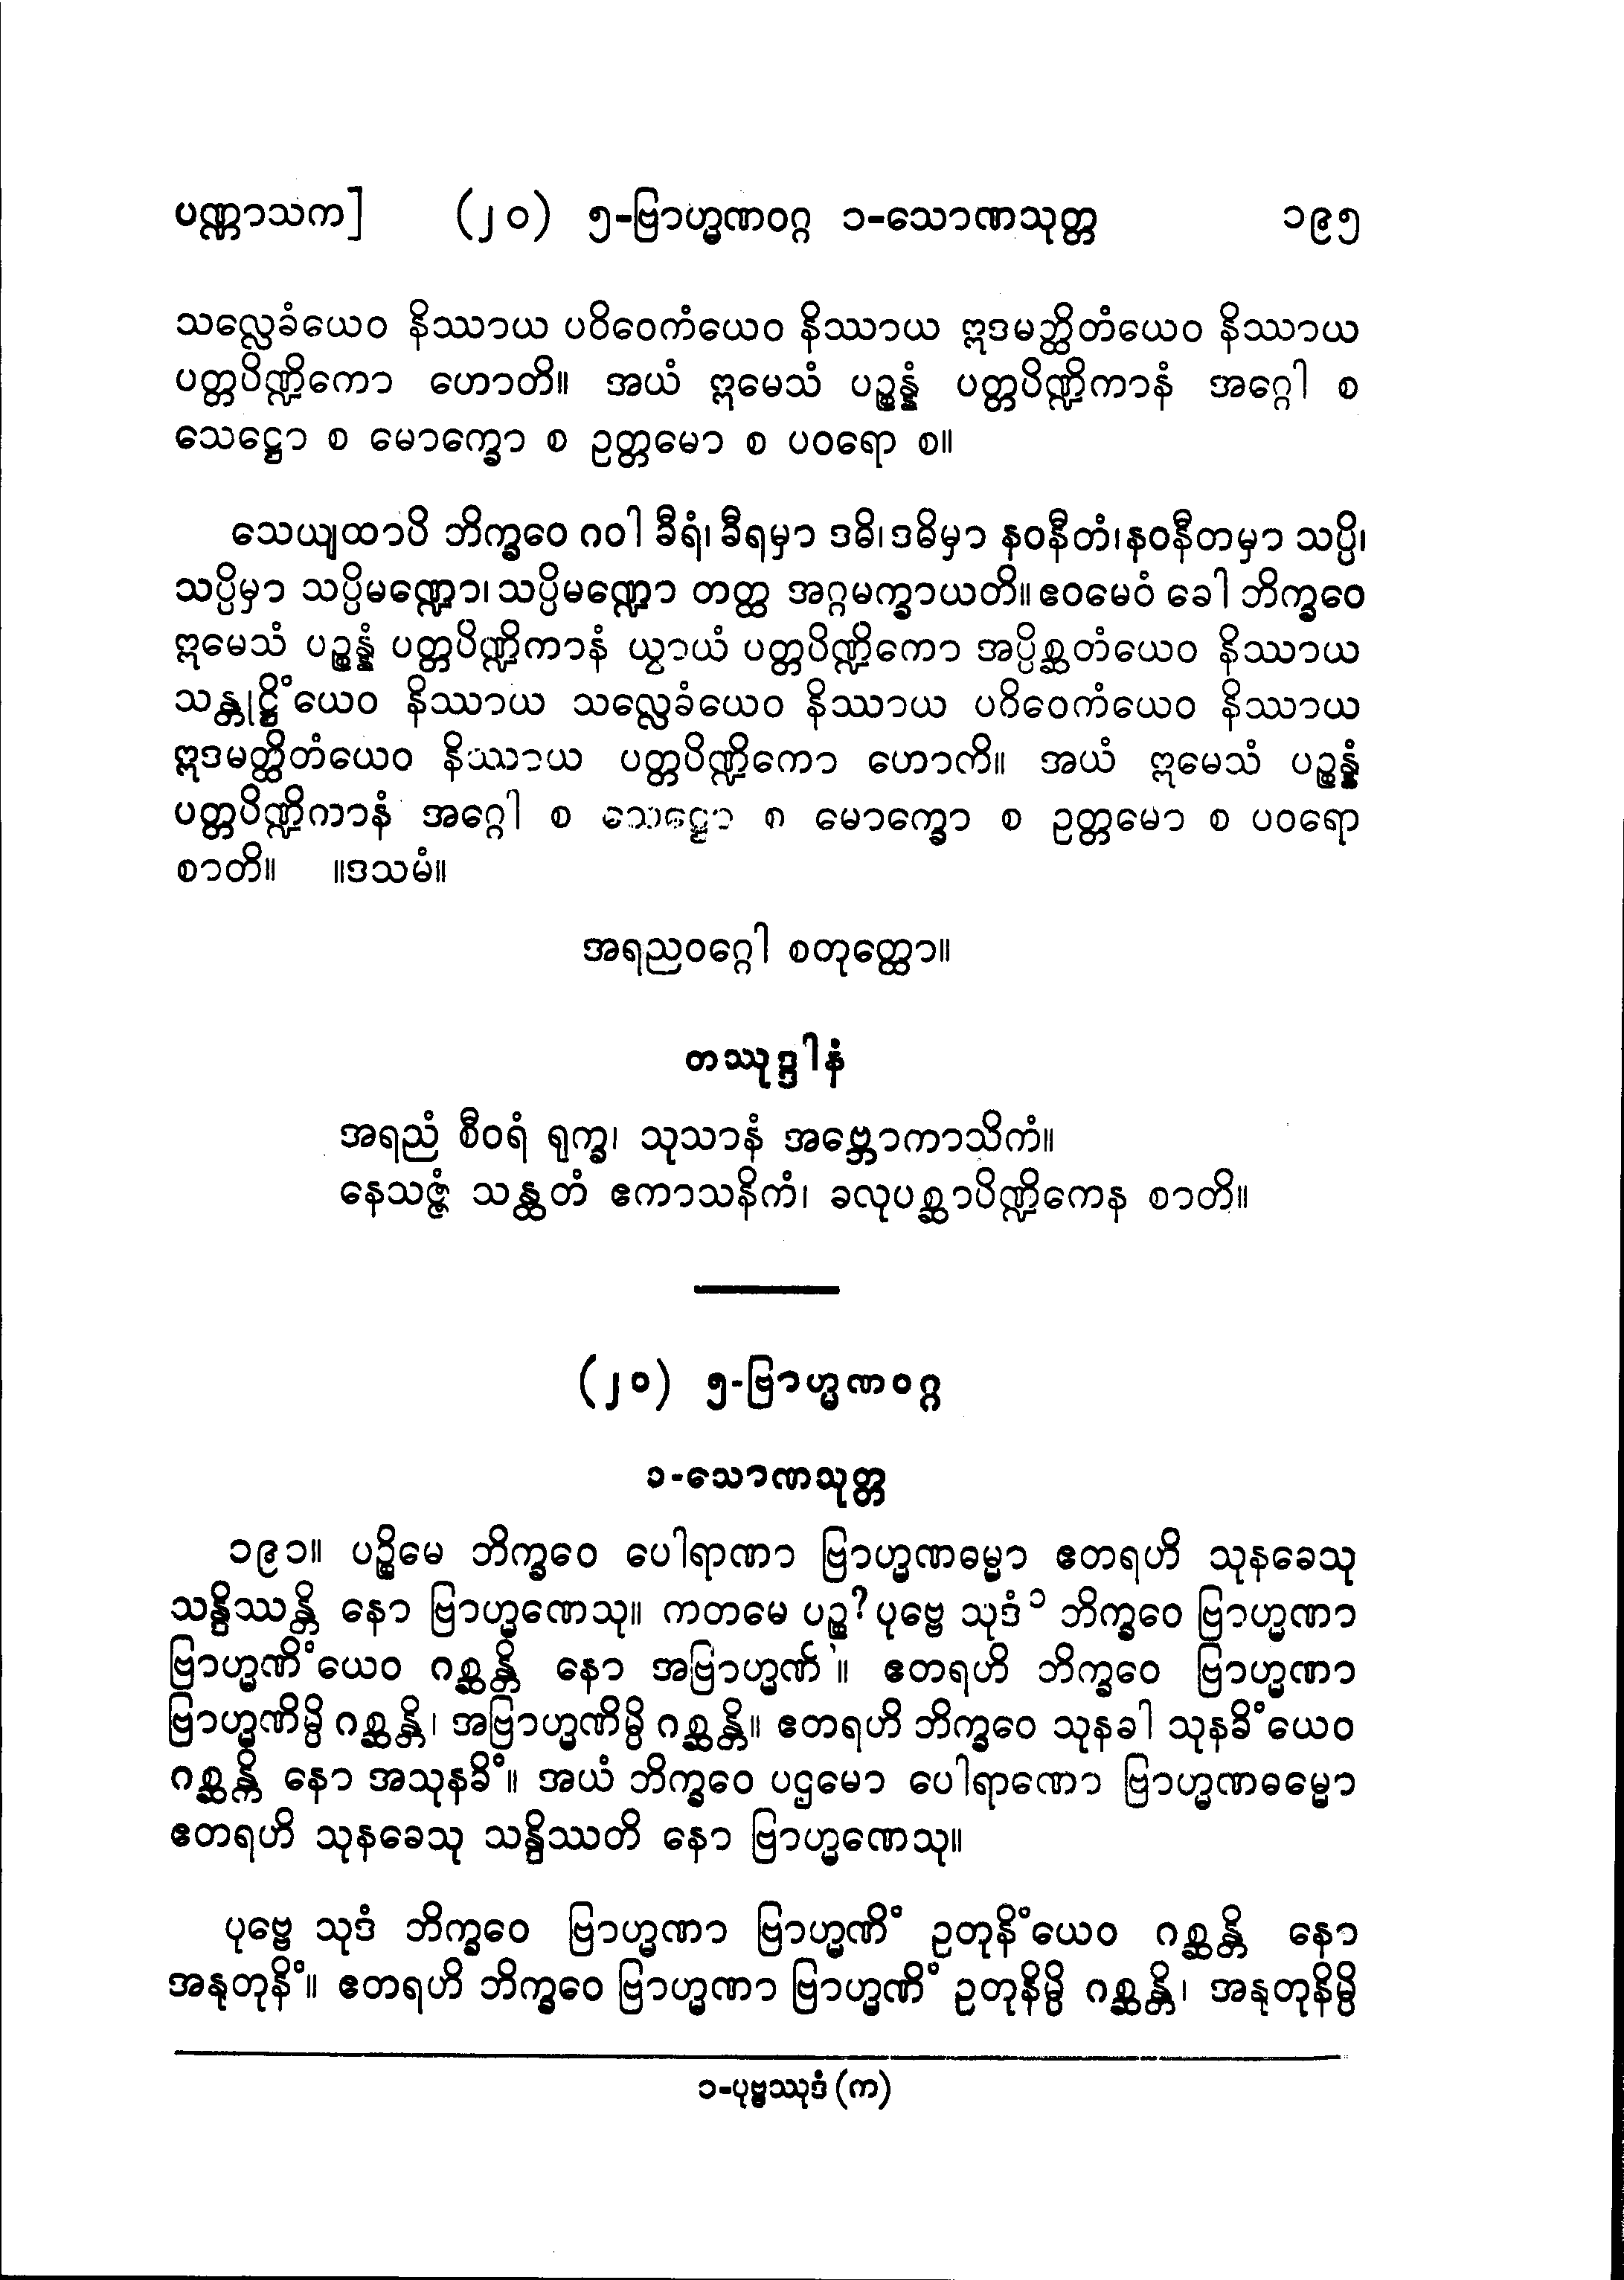 ပဏ္ဏာသက] (၂၀) ၅-ဗြာဟ္မဏဝဂ္ဂ ၁-သောဏသုတ္တ ၁၉၅
သလ္လေခံယေဝ နိဿာယ ပဝိဝေကံယေဝ နိဿာယ ဣဒမတ္ထိတံယေဝ နိဿာယ
ပတ္တပိဏ္ဍိကော ဟောတိ။ အယံ ဣမေသံ ပဉ္စန္နံ ပတ္တပိဏ္ဍိကာနံ အဂ္ဂေါ စ
သေဋ္ဌော စ မောက္ခော စ ဥတ္တမော စ ပဝရော စ။
သေယျထာပိ ဘိက္ခဝေ ဂဝါ ခီရံ၊ ခီရမှာ ဒဓိ၊ ဒဓိမှာ နဝနီတံ၊ နဝနီတမှာ သပ္ပိ၊
သပ္ပိမှာ သပ္ပိမဏ္ဍော၊ သပ္ပိမဏ္ဍော တတ္ထ အဂ္ဂမက္ခာယတိ။ ဧဝမေဝံ ခေါ ဘိက္ခဝေ
ဣမေသံ ပဉ္စန္နံ ပတ္တပိဏ္ဍိကာနံ ယွာယံ ပတ္တပိဏ္ဍိကော အပ္ပိစ္ဆတံယေဝ နိဿာယ
သန္တုဋ္ဌိံယေဝ နိဿာယ သလ္လေခံယေဝ နိဿာယ ပဝိဝေကံယေဝ နိဿာယ
ဣဒမတ္ထိတံယေဝ နိဿာယ ပတ္တပိဏ္ဍိကော ဟောတိ။ အယံ ဣမေသံ ပဉ္စန္နံ
ပတ္တပိဏ္ဍိကာနံ အဂ္ဂေါ စ သေဋ္ဌော စ မောက္ခော စ ဥတ္တမော စ ပဝရော
စာတိ။ ။ဒသမံ။
အရညဝဂ္ဂေါ စတုတ္ထော။
တဿုဒ္ဒါနံ
အရညံ စီဝရံ ရုက္ခ၊ သုသာနံ အဗ္ဘောကာသိကံ။
နေသဇ္ဇံ သန္ထတံ ဧကာသနိကံ၊ ခလုပစ္ဆာပိဏ္ဍိကေန စာတိ။
(၂၀) ၅-ဗြာဟ္မဏဝဂ္ဂ
၁-သောဏသုတ္တ
၁၉၁။ ပဉ္စိမေ ဘိက္ခဝေ ပေါရာဏာ ဗြာဟ္မဏဓမ္မာ ဧတရဟိ သုနခေသု
သန္ဒိဿန္တိ နော ဗြာဟ္မဏေသု။ ကတမေ ပဉ္စ? ပုဗ္ဗေ သုဒံ ၁ ဘိက္ခဝေ ဗြာဟ္မဏာ
ဗြာဟ္မဏိံယေဝ ဂစ္ဆန္တိ နော အဗြာဟ္မဏိံ။ ဧတရဟိ ဘိက္ခဝေ ဗြာဟ္မဏာ
ဗြာဟ္မဏိမ္ပိ ဂစ္ဆန္တိ၊ အဗြာဟ္မဏိမ္ပိ ဂစ္ဆန္တိ။ ဧတရဟိ ဘိက္ခဝေ သုနခါ သုနခိံယေဝ
ဂစ္ဆန္တိ နော အသုနခိံ။ အယံ ဘိက္ခဝေ ပဌမော ပေါရာဏော ဗြာဟ္မဏဓမ္မော
ဧတရဟိ သုနခေသု သန္ဒိဿတိ နော ဗြာဟ္မဏေသု။
ပုဗ္ဗေ သုဒံ ဘိက္ခဝေ ဗြာဟ္မဏာ ဗြာဟ္မဏိံ ဥတုနိံယေဝ ဂစ္ဆန္တိ နော
အနုတုနိံ။ ဧတရဟိ ဘိက္ခဝေ ဗြာဟ္မဏာ ဗြာဟ္မဏိံ ဥတုနိမ္ပိ ဂစ္ဆန္တိ၊ အနုတုနိမ္ပိ
၁-ပုဗ္ဗဿုဒံ (က)